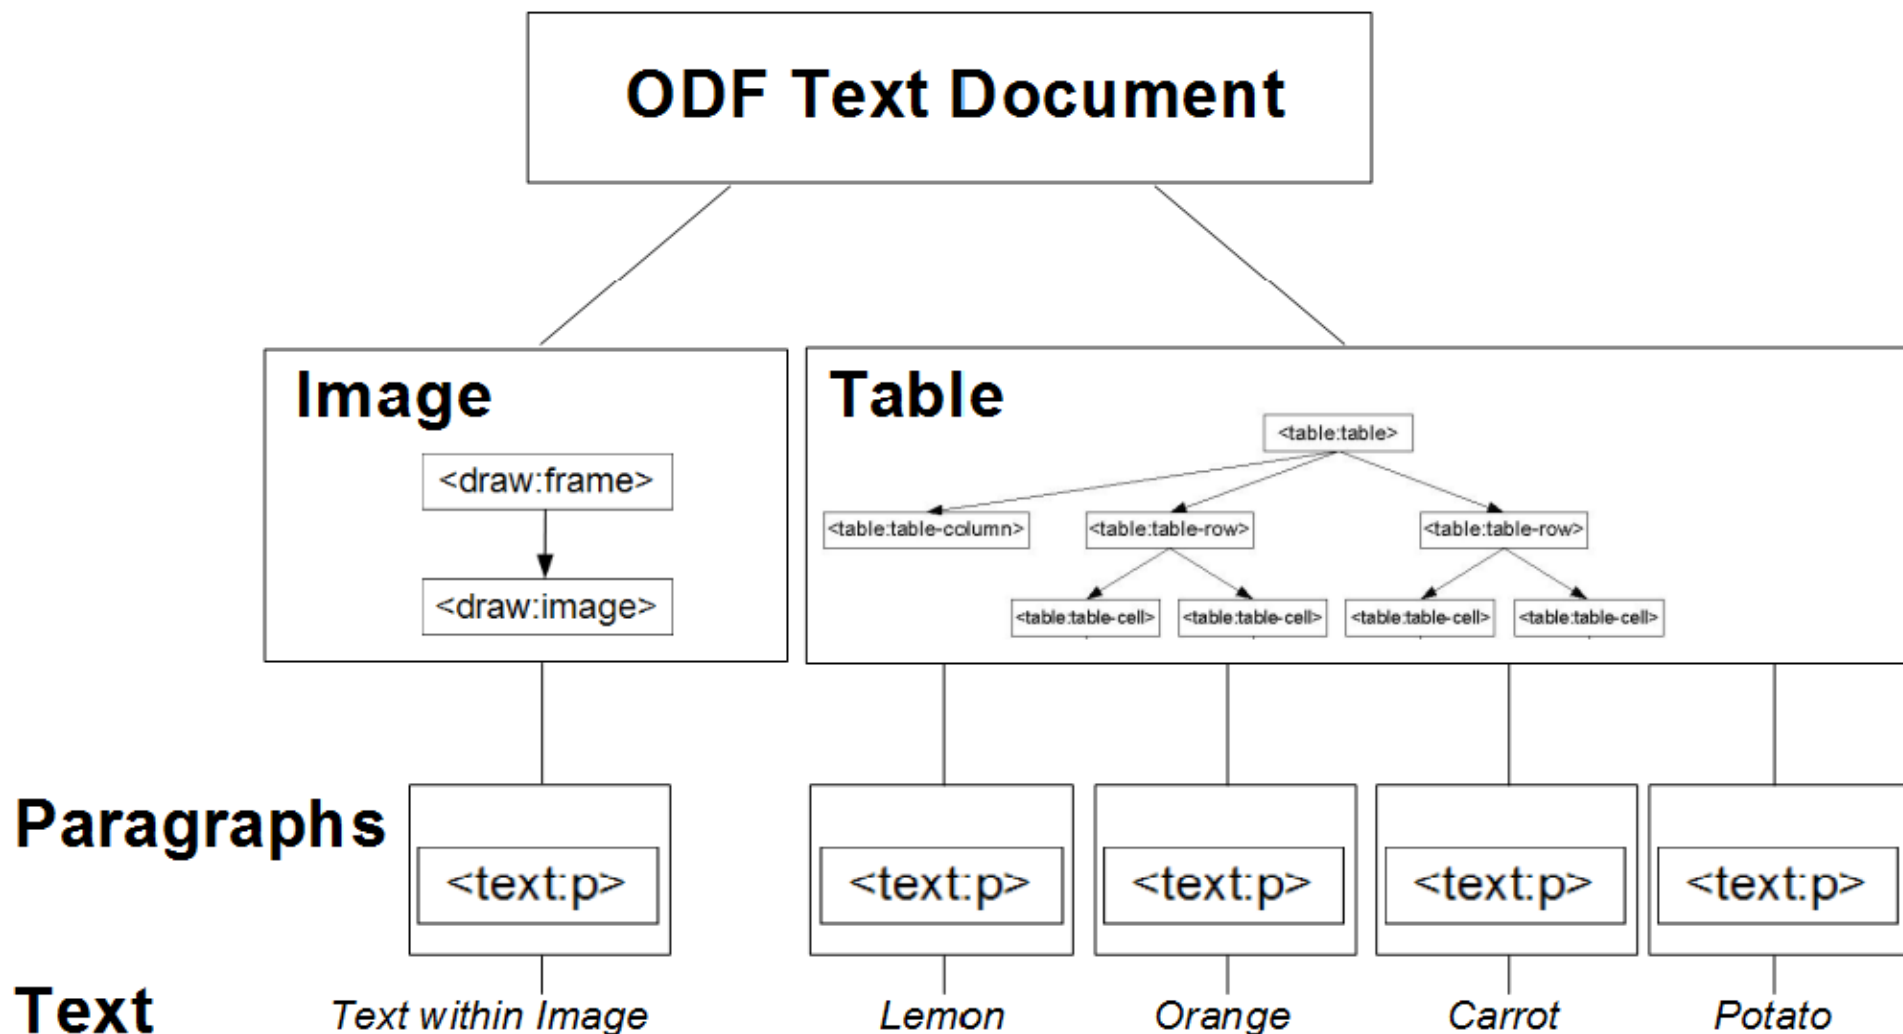 ODF Text Document
Image
Table
<draw:frame>
<draw:image>
<table:table>
<table:table-column>
<table:table-row>
<table:table-row>
<table:table-cell>
<table:table-cell>
<table:table-cell>
<table:table-cell>
Paragraphs
<text:p>
<text:p>
<text:p>
<text:p>
<text:p>
Text
Text within Image
Lemon
Orange
Carrot
Potato